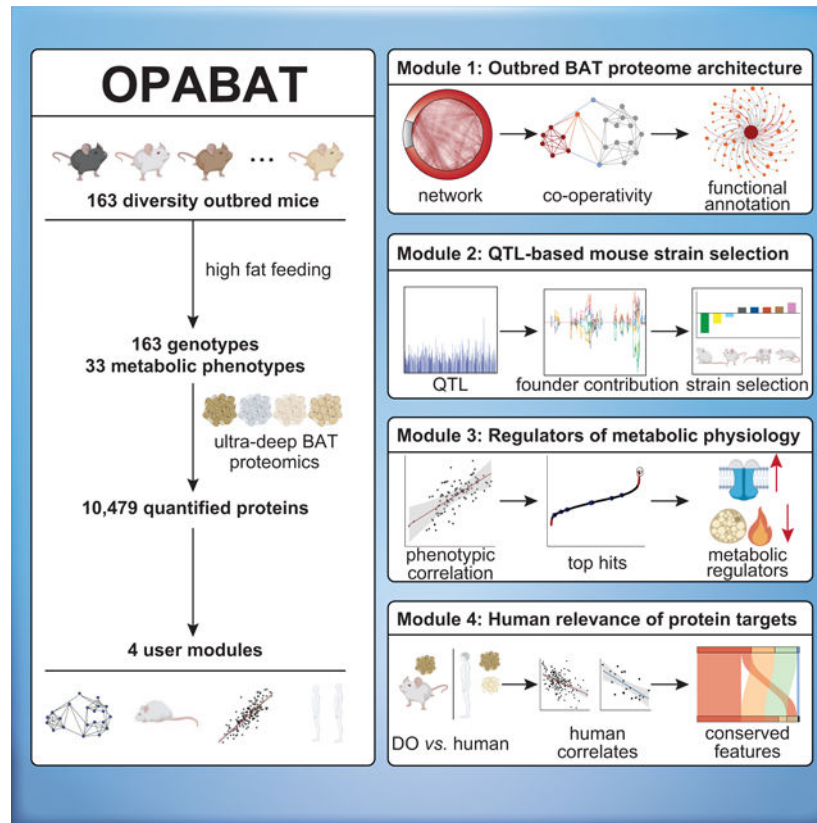 OPABAT
...
163 diversity outbred mice
high fat feeding
163 genotypes
33 metabolic phenotypes
ultra-deep BAT
proteomics
10,479 quantified proteins
4 user modules
Module 1: Outbred BAT proteome architecture
network
co-operativity
functional
annotation
Module 2: QTL-based mouse strain selection
QTL
founder contribution
strain selection
Module 3: Regulators of metabolic physiology
phenotypic
correlation
top hits
metabolic
regulators
Module 4: Human relevance of protein targets
DO vs. human
human
correlates
conserved
features